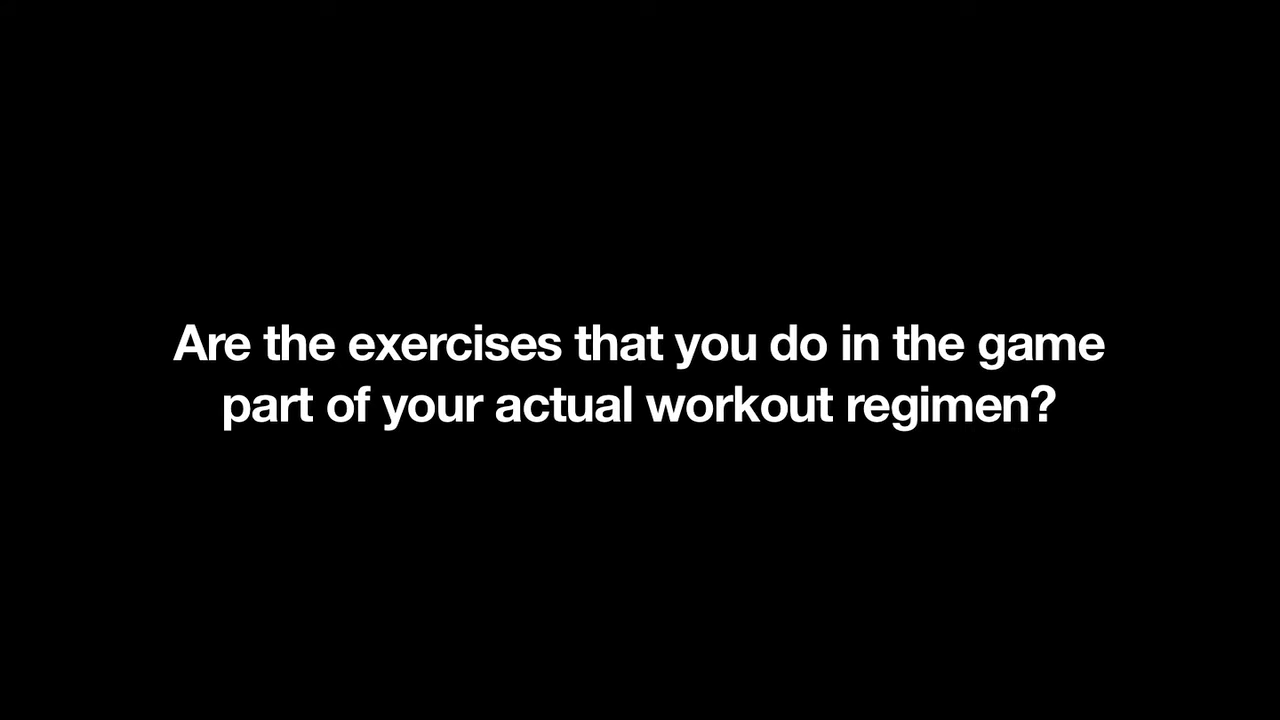 Are the exercises that you do in the game
part of your actual workout regimen?